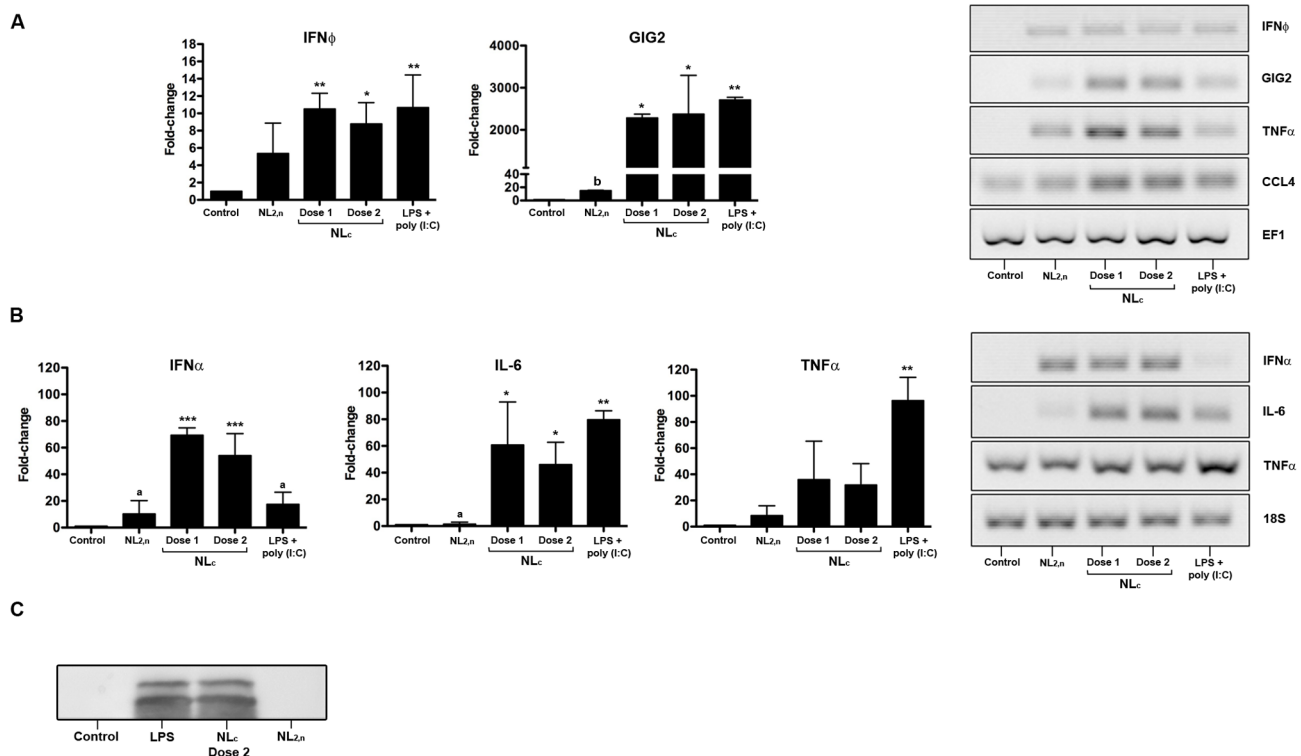 A
IFNϕ
Fold-change
18
16
14
12
10
8
6
4
2
0
**
*
**
Control
NL2,n
Dose 1
Dose 2
LPS +
poly (I:C)
NLc
GIG2
Fold-change
4000
3000
2000
40
20
0
b
*
*
**
Control
NL2,n
Dose 1
Dose 2
LPS +
poly (I:C)
NLc
IFNϕ
GIG2
TNFα
CCL4
EF1
Control
NL2,n
Dose 1
Dose 2
LPS +
poly (I:C)
NLc
B
IFNα
Fold-change
120
100
80
60
40
20
0
a
***
***
a
Control
NL2,n
Dose 1
Dose 2
LPS +
poly (I:C)
NLc
IL-6
Fold-change
120
100
80
60
40
20
0
a
*
*
**
Control
NL2,n
Dose 1
Dose 2
LPS +
poly (I:C)
NLc
TNFα
Fold-change
120
100
80
60
40
20
0
**
Control
NL2,n
Dose 1
Dose 2
LPS +
poly (I:C)
NLc
IFNα
IL-6
TNFα
18S
Control
NL2,n
Dose 1
Dose 2
LPS +
poly (I:C)
NLc
C
Control
LPS
NLc
Dose 2
NL2,n